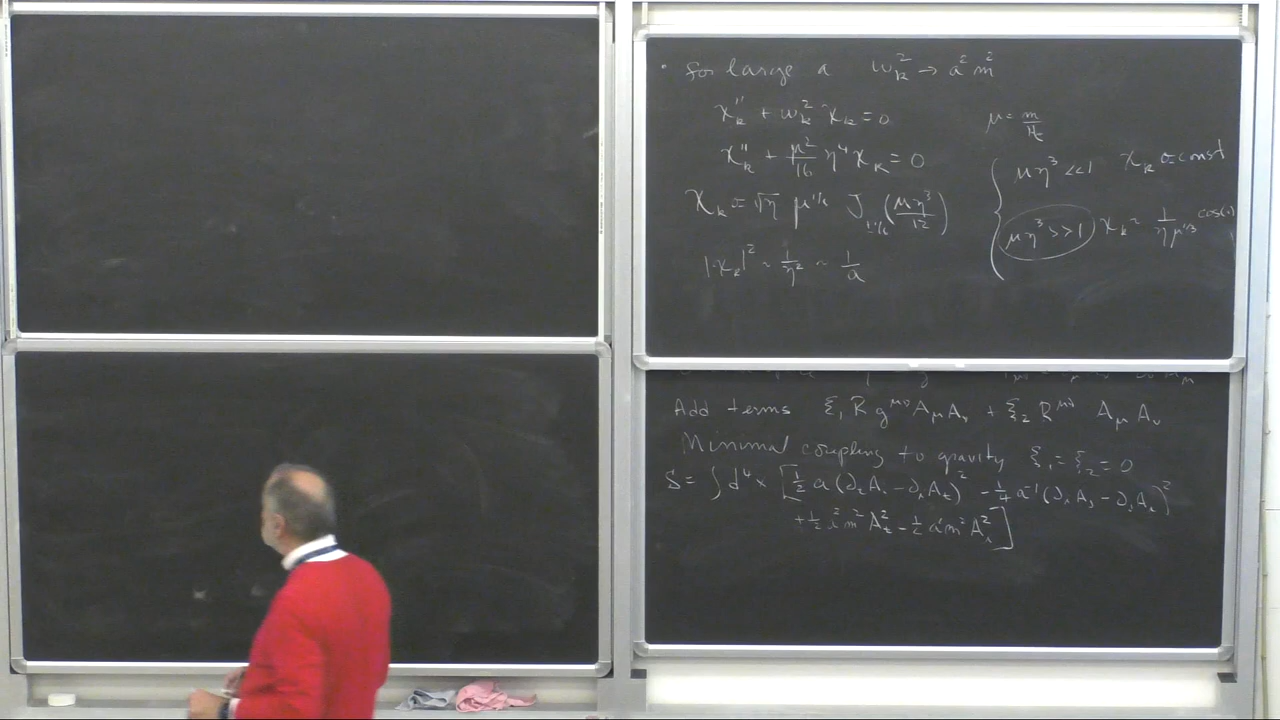 • for large a ω_k² → a² m²
χ_k'' + ω_k² χ_k = 0
μ = m/H_e
χ_k'' + μ²/16 η⁴ χ_k = 0
μη³ << 1 χ_k ∝ const
χ_k ∝ √η μ^{1/6} J_{±1/6} (μη³/12)
μη³ >> 1 χ_k ~ 1/(η μ^{1/3}) cos(.)
|χ_k|² ~ 1/η² ~ 1/a
Add terms ξ₁ R g^{μν} A_μ A_ν + ξ₂ R^{μν} A_μ A_ν
Minimal coupling to gravity ξ₁ = ξ₂ = 0
S = ∫ d⁴x [ ½ a (∂_t A_i − ∂_i A_t)² − ¼ a⁻¹ (∂_i A_j − ∂_j A_i)²
+ ½ a³ m² A_t² − ½ a m² A_i² ]